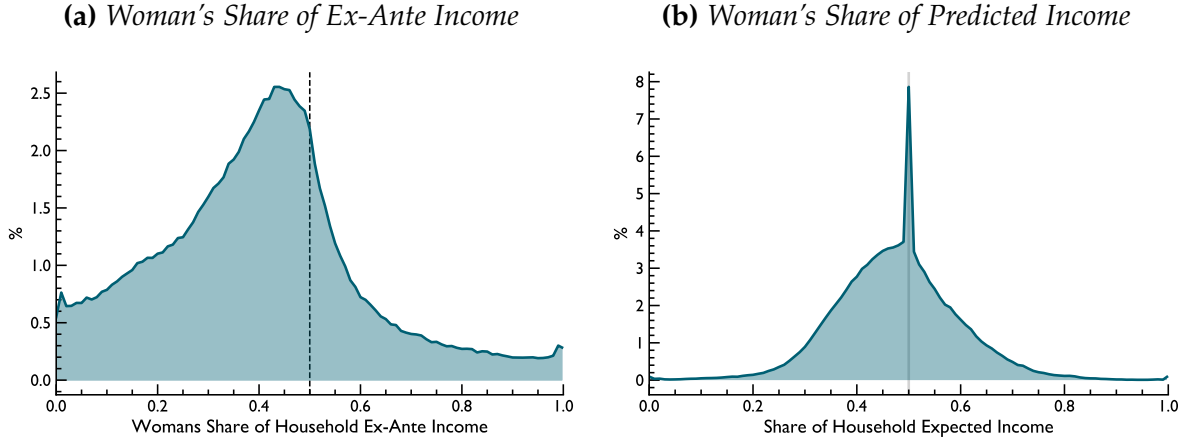 (a) Woman's Share of Ex-Ante Income
2.5
2.0
1.5
1.0
0.5
0.0
%
0.0 0.2 0.4 0.6 0.8 1.0
Womans Share of Household Ex-Ante Income
(b) Woman's Share of Predicted Income
8
7
6
5
4
3
2
1
0
%
0.0 0.2 0.4 0.6 0.8 1.0
Share of Household Expected Income